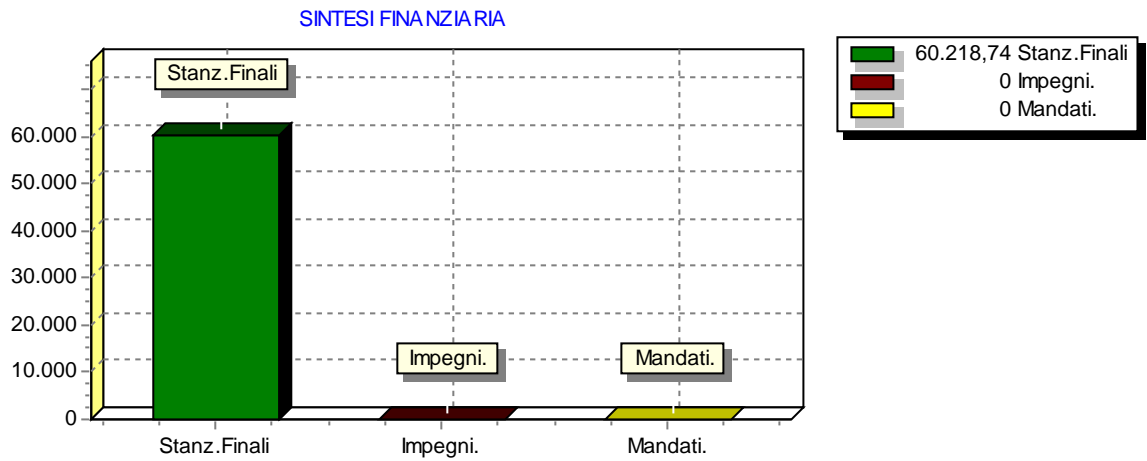 SINTESI FINANZIARIA
60.218,74 Stanz.Finali
0 Impegni.
0 Mandati.
Stanz.Finali
Impegni.
Mandati.
60.000
50.000
40.000
30.000
20.000
10.000
0
Stanz.Finali
Impegni.
Mandati.